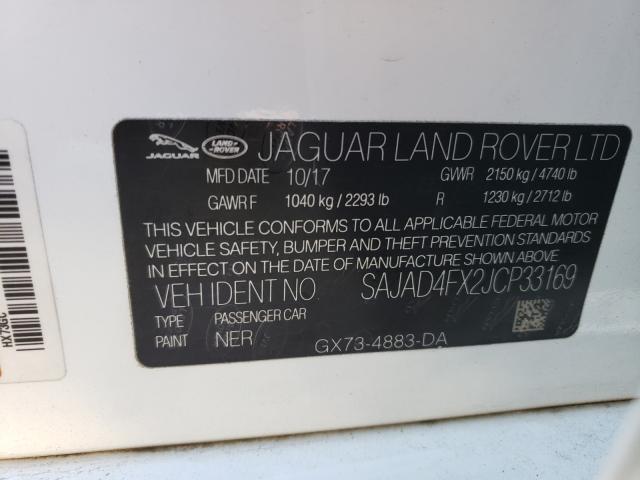 JAGUAR
LAND ROVER
JAGUAR LAND ROVER LTD
MFD DATE 10/17 GVWR 2150 kg / 4740 lb
GAWR F 1040 kg / 2293 lb R 1230 kg / 2712 lb
THIS VEHICLE CONFORMS TO ALL APPLICABLE FEDERAL MOTOR
VEHICLE SAFETY, BUMPER AND THEFT PREVENTION STANDARDS
IN EFFECT ON THE DATE OF MANUFACTURE SHOWN ABOVE
VEH IDENT NO. SAJAD4FX2JCP33169
TYPE PASSENGER CAR
PAINT NER
GX73-4883-DA